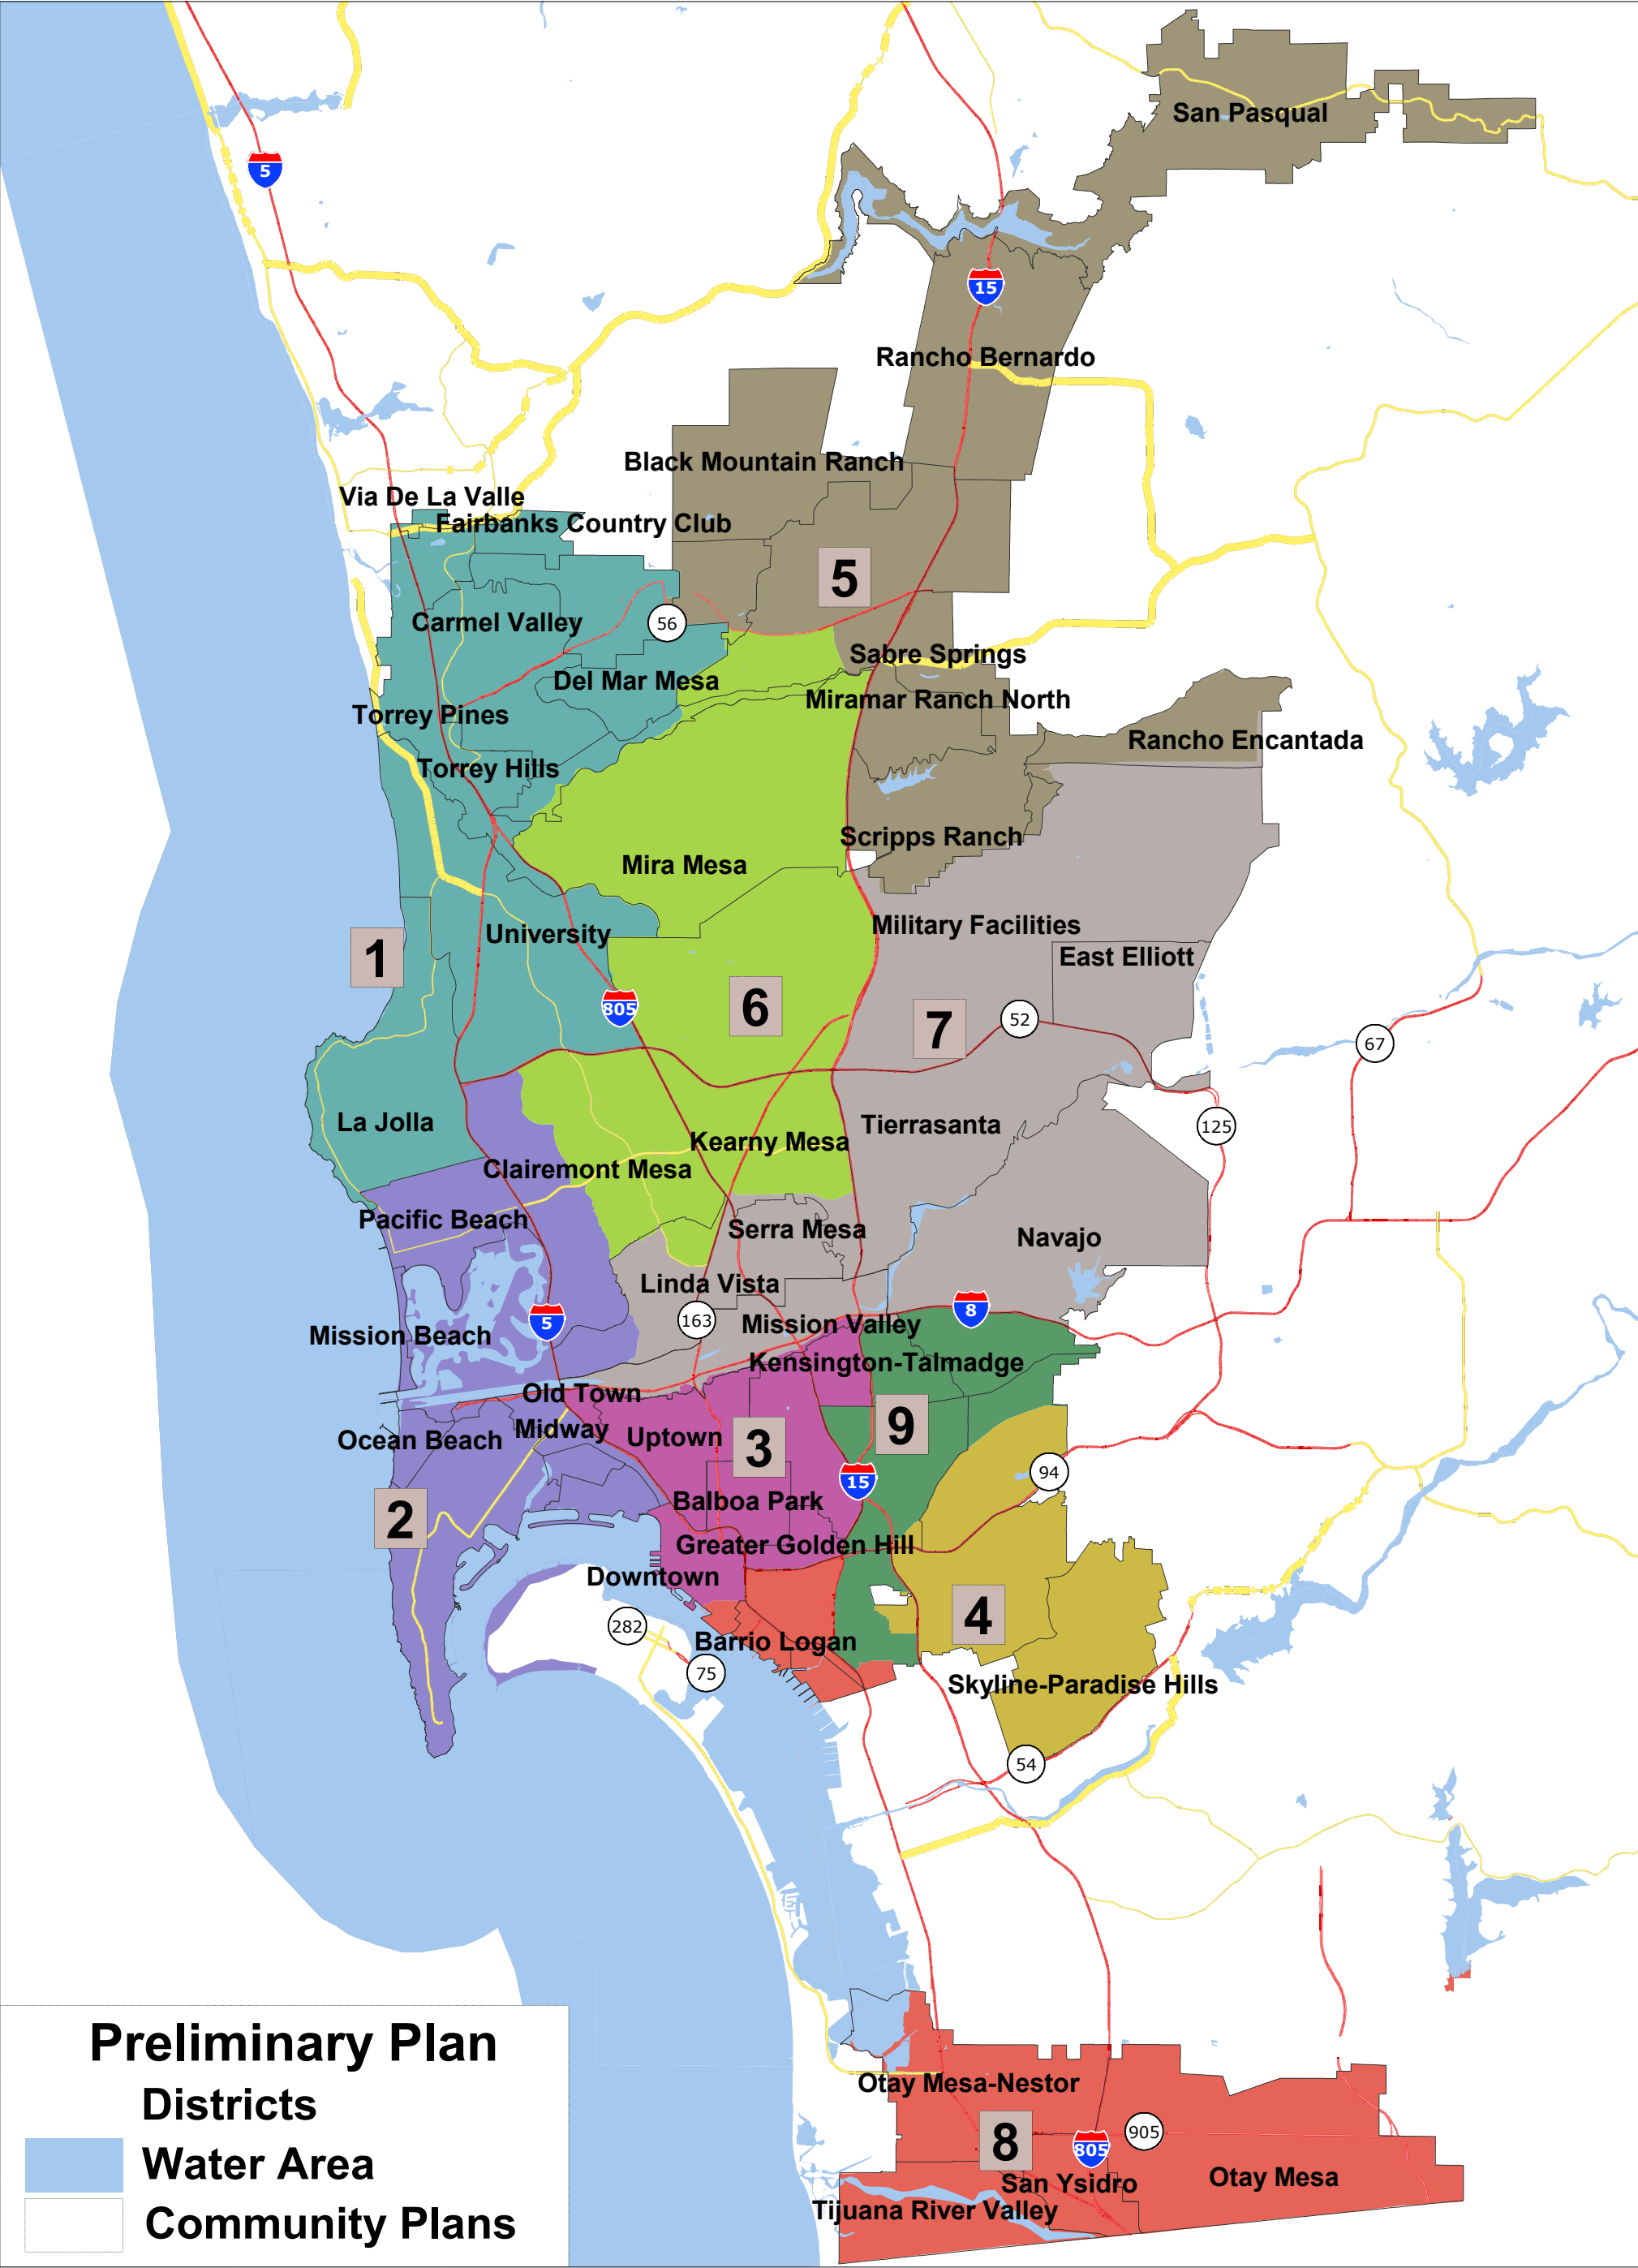 San Pasqual
5
15
Rancho Bernardo
Black Mountain Ranch
Via De La Valle
Fairbanks Country Club
5
Carmel Valley
56
Sabre Springs
Del Mar Mesa
Miramar Ranch North
Torrey Pines
Rancho Encantada
Torrey Hills
Scripps Ranch
Mira Mesa
Military Facilities
University
East Elliott
1
805
6
7
52
67
La Jolla
Tierrasanta
125
Kearny Mesa
Clairemont Mesa
Pacific Beach
Serra Mesa
Navajo
Linda Vista
5
163
8
Mission Beach
Mission Valley
Kensington-Talmadge
Old Town
Ocean Beach
Midway
Uptown
3
9
15
94
Balboa Park
2
Greater Golden Hill
Downtown
4
282
Barrio Logan
75
Skyline-Paradise Hills
54
Otay Mesa-Nestor
8
805
905
San Ysidro
Otay Mesa
Tijuana River Valley
Preliminary Plan
Districts
Water Area
Community Plans